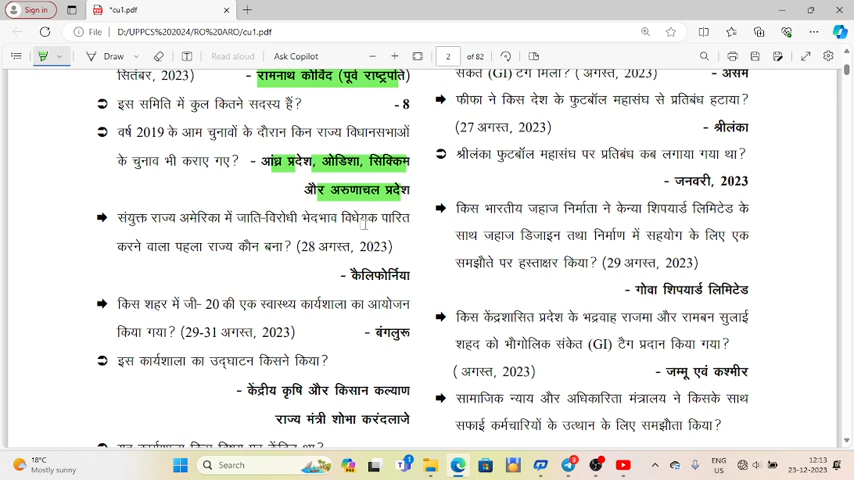 Sign in
*cu1.pdf
File
D:/UPPCS%202024/RO%20ARO/cu1.pdf
Draw
Read aloud
Ask Copilot
2
of 82
सितंबर, 2023)
- रामनाथ कोविंद (पूर्व राष्ट्रपति)
➲ इस समिति में कुल कितने सदस्य हैं?
- 8
➲ वर्ष 2019 के आम चुनावों के दौरान किन राज्य विधानसभाओं
के चुनाव भी कराए गए? - आंध्र प्रदेश, ओडिशा, सिक्किम
और अरुणाचल प्रदेश
➡ संयुक्त राज्य अमेरिका में जाति-विरोधी भेदभाव विधेयक पारित
करने वाला पहला राज्य कौन बना? (28 अगस्त, 2023)
- कैलिफोर्निया
➡ किस शहर में जी- 20 की एक स्वास्थ्य कार्यशाला का आयोजन
किया गया? (29-31 अगस्त, 2023)
- बंगलुरू
➲ इस कार्यशाला का उद्घाटन किसने किया?
- केंद्रीय कृषि और किसान कल्याण
राज्य मंत्री शोभा करंदलाजे
संकेत (GI) टैग मिला? ( अगस्त, 2023)
- असम
➡ फीफा ने किस देश के फुटबॉल महासंघ से प्रतिबंध हटाया?
(27 अगस्त, 2023)
- श्रीलंका
➲ श्रीलंका फुटबॉल महासंघ पर प्रतिबंध कब लगाया गया था?
- जनवरी, 2023
➡ किस भारतीय जहाज निर्माता ने केन्या शिपयार्ड लिमिटेड के
साथ जहाज डिजाइन तथा निर्माण में सहयोग के लिए एक
समझौते पर हस्ताक्षर किया? (29 अगस्त, 2023)
- गोवा शिपयार्ड लिमिटेड
➡ किस केंद्रशासित प्रदेश के भद्रवाह राजमा और रामबन सुलाई
शहद को भौगोलिक संकेत (GI) टैग प्रदान किया गया?
( अगस्त, 2023)
- जम्मू एवं कश्मीर
➡ सामाजिक न्याय और अधिकारिता मंत्रालय ने किसके साथ
सफाई कर्मचारियों के उत्थान के लिए समझौता किया?
18°C
Mostly sunny
Search
ENG
US
12:13
23-12-2023